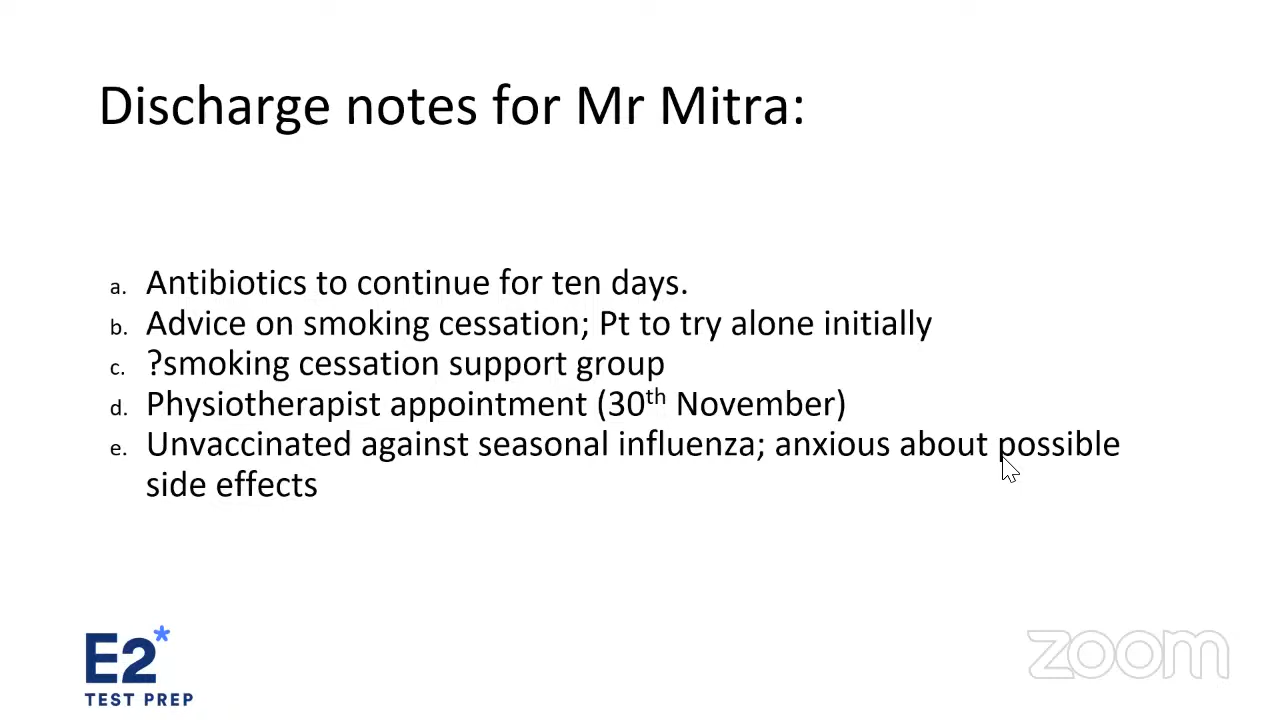 Discharge notes for Mr Mitra:
a. Antibiotics to continue for ten days.
b. Advice on smoking cessation; Pt to try alone initially
c. ?smoking cessation support group
d. Physiotherapist appointment (30th November)
e. Unvaccinated against seasonal influenza; anxious about possible
side effects
E2*
TEST PREP
zoom